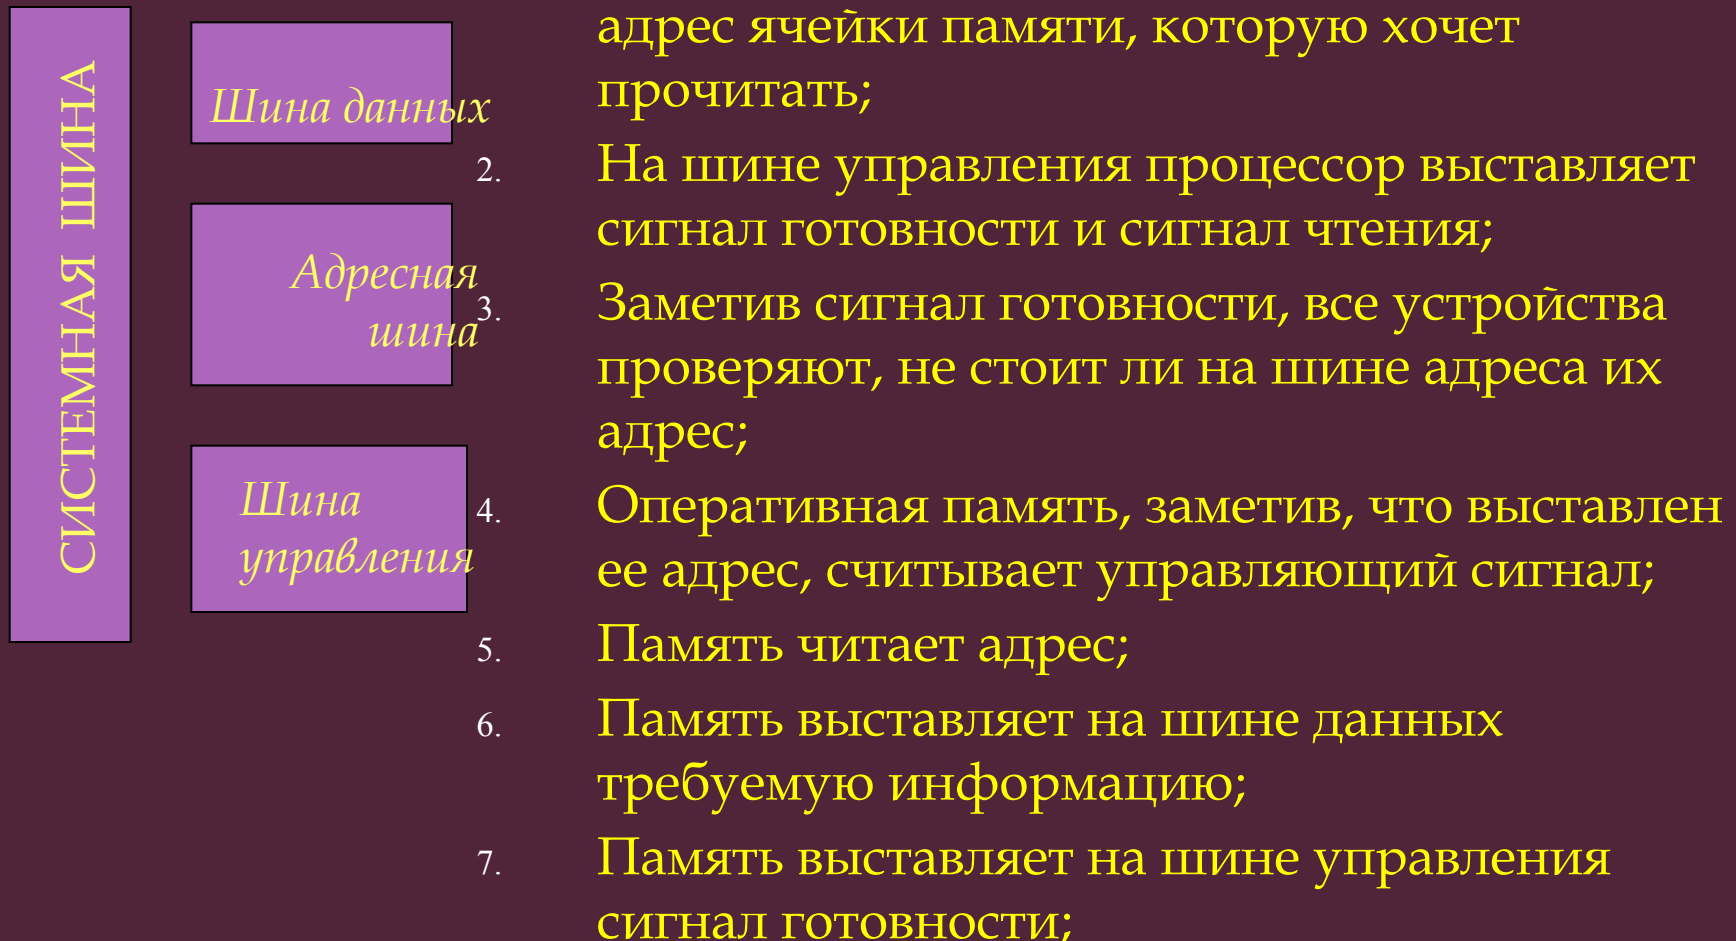 СИСТЕМНАЯ ШИНА
Шина данных
Адресная
шина
Шина
управления
адрес ячейки памяти, которую хочет
прочитать;
2. На шине управления процессор выставляет
сигнал готовности и сигнал чтения;
3. Заметив сигнал готовности, все устройства
проверяют, не стоит ли на шине адреса их
адрес;
4. Оперативная память, заметив, что выставлен
ее адрес, считывает управляющий сигнал;
5. Память читает адрес;
6. Память выставляет на шине данных
требуемую информацию;
7. Память выставляет на шине управления
сигнал готовности;